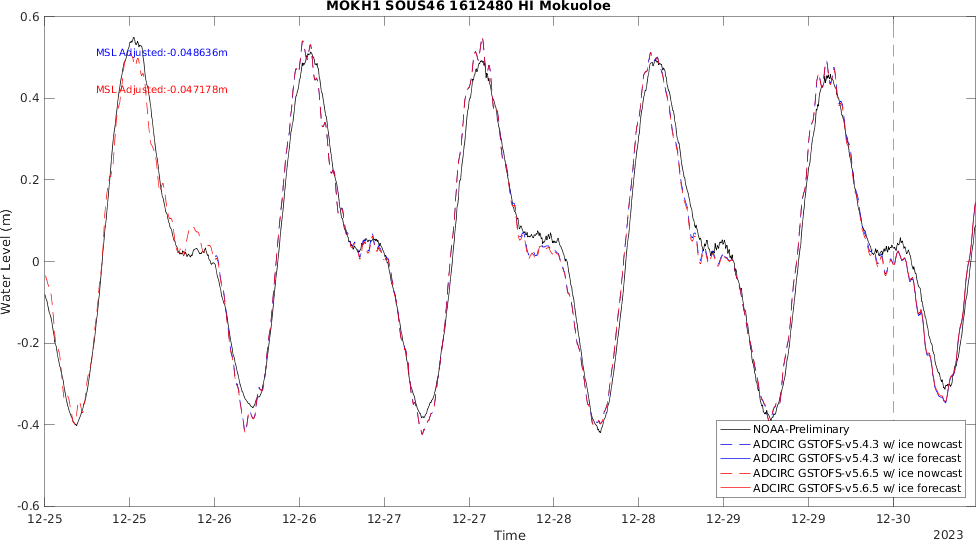 MOKH1 SOUS46 1612480 HI Mokuoloe
0.6
MSL Adjusted:-0.048636m
MSL Adjusted:-0.047178m
0.4
0.2
0
-0.2
-0.4
-0.6
Water Level (m)
NOAA-Preliminary
ADCIRC GSTOFS-v5.4.3 w/ ice nowcast
ADCIRC GSTOFS-v5.4.3 w/ ice forecast
ADCIRC GSTOFS-v5.6.5 w/ ice nowcast
ADCIRC GSTOFS-v5.6.5 w/ ice forecast
12-25 12-25 12-26 12-26 12-27 12-27 12-28 12-28 12-29 12-29 12-30
Time
2023